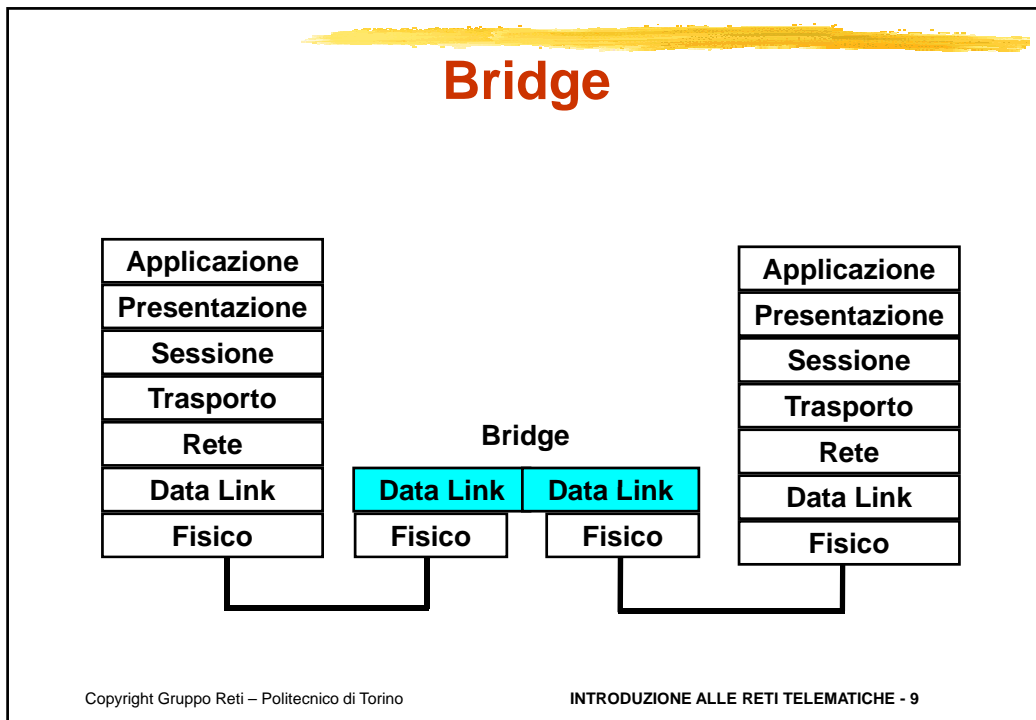 Bridge
Applicazione
Presentazione
Sessione
Trasporto
Rete
Data Link
Fisico
Bridge
Data Link
Data Link
Fisico
Fisico
Applicazione
Presentazione
Sessione
Trasporto
Rete
Data Link
Fisico
Copyright Gruppo Reti – Politecnico di Torino
INTRODUZIONE ALLE RETI TELEMATICHE - 9